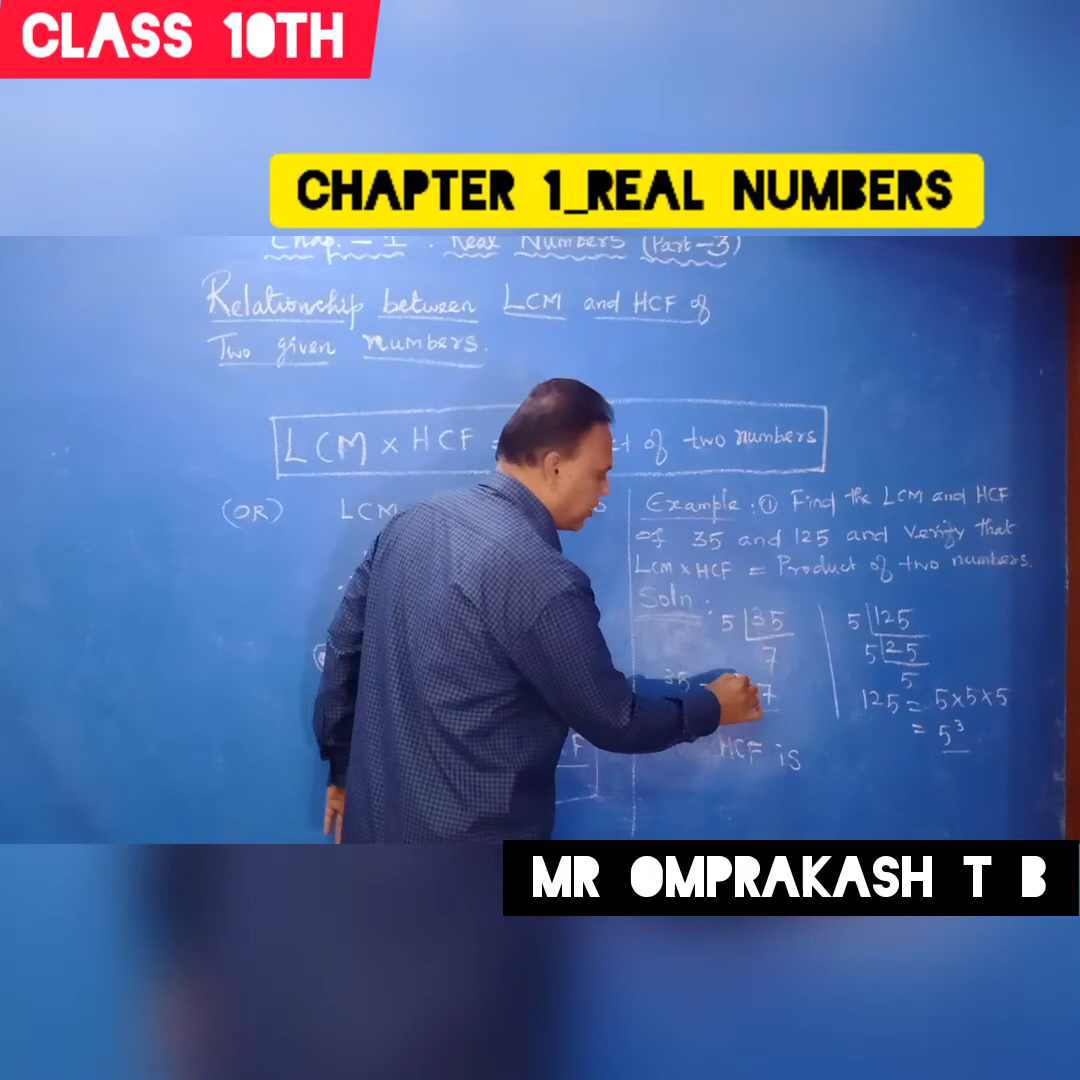 CLASS 10TH
CHAPTER 1_REAL NUMBERS
Chap. - 1 . Real Numbers (Part-3)
Relationship between LCM and HCF of
Two given numbers.
LCM x HCF = of two numbers
(OR) LCM
Example : ① Find the LCM and HCF
of 35 and 125 and verify that
LCM x HCF = Product of two numbers.
Soln :
5 35
7
35 = 7
5 125
5 25
5
125 = 5x5x5
= 5³
HCF is
MR OMPRAKASH T B